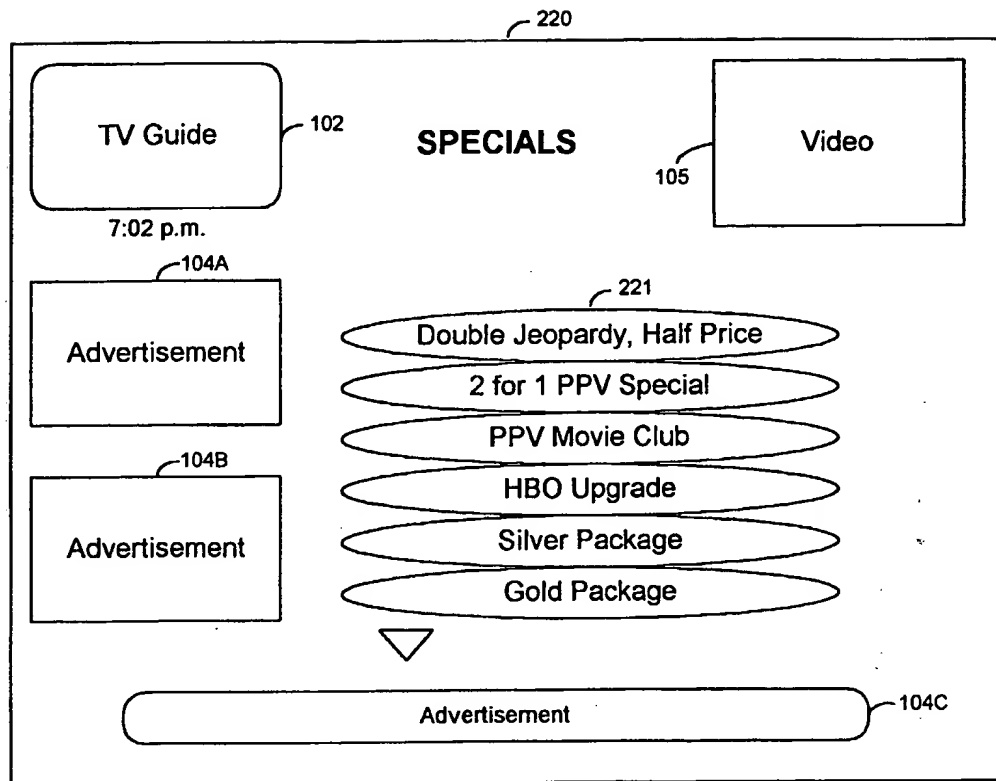 220
TV Guide
102
SPECIALS
Video
105
7:02 p.m.
104A
Advertisement
221
Double Jeopardy, Half Price
2 for 1 PPV Special
PPV Movie Club
HBO Upgrade
Silver Package
Gold Package
104B
Advertisement
Advertisement
104C